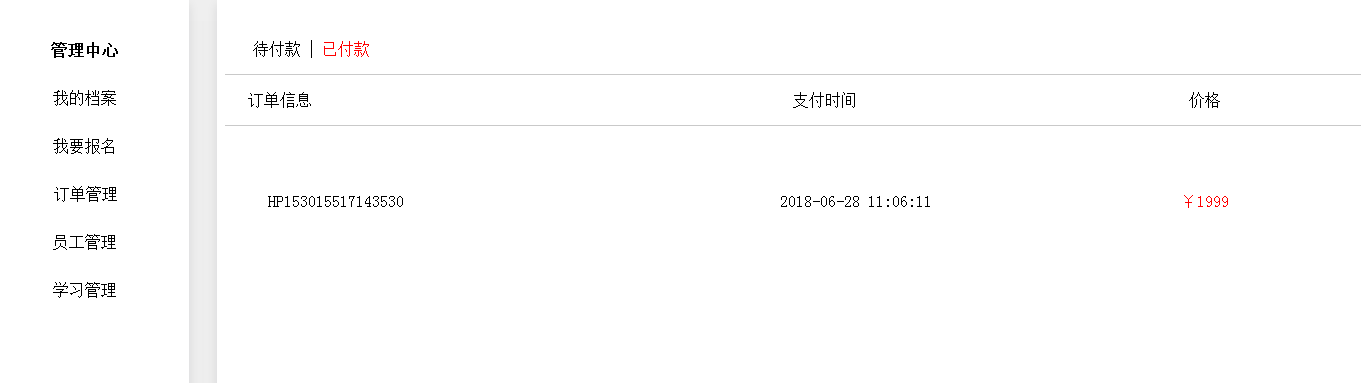 管理中心
我的档案
我要报名
订单管理
员工管理
学习管理
待付款 | 已付款
订单信息 支付时间 价格
HP153015517143530 2018-06-28 11:06:11 ￥1999